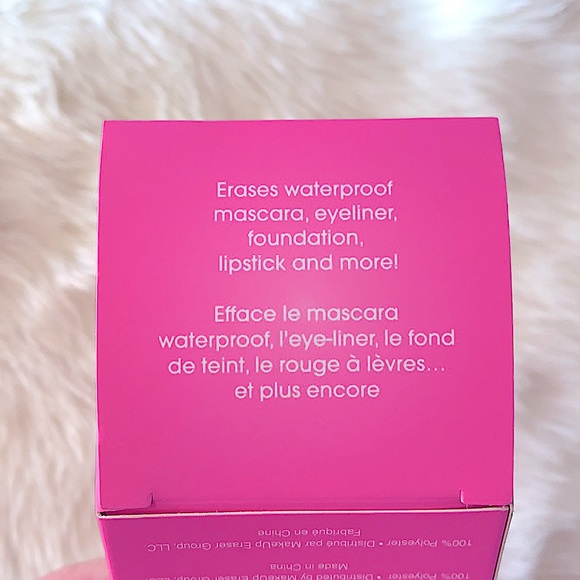 Erases waterproof
mascara, eyeliner,
foundation,
lipstick and more!
Efface le mascara
waterproof, l'eye-liner, le fond
de teint, le rouge à lèvres...
et plus encore
100% Polyester • Distributed by MakeUp Eraser Group, LLC
Made in China
100% Polyester • Distribué par MakeUp Eraser Group, LLC
Fabriqué en Chine